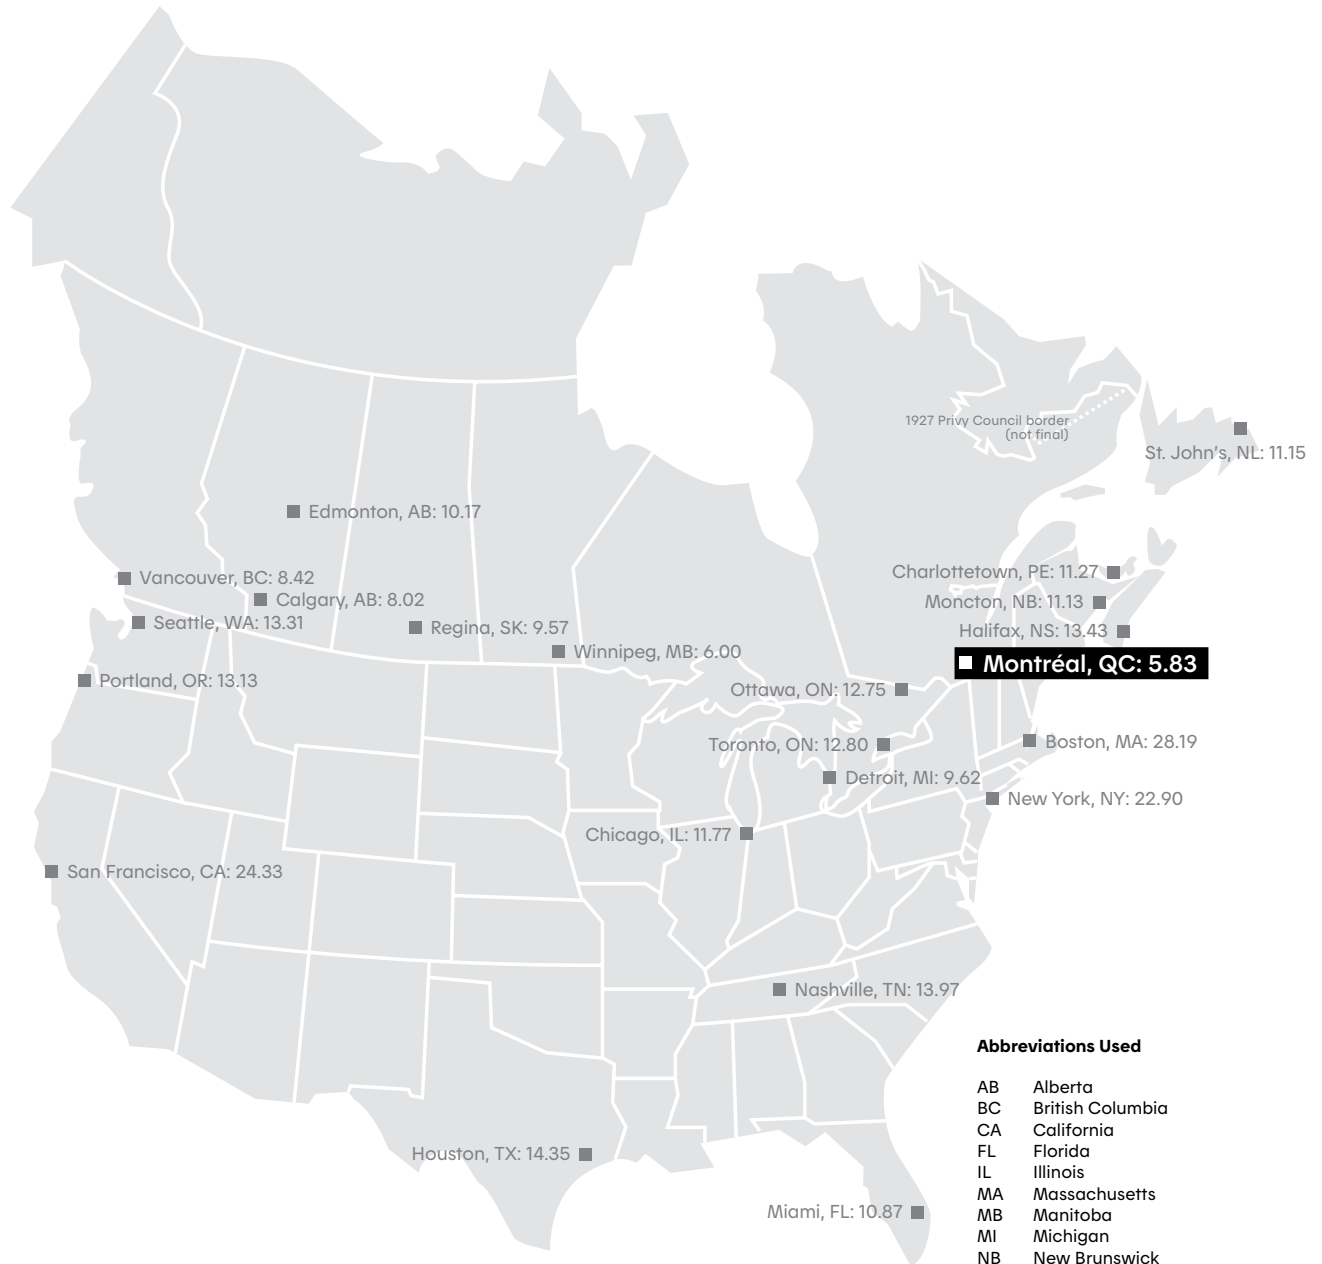 1927 Privy Council border
(not final)
St. John's, NL: 11.15
Edmonton, AB: 10.17
Charlottetown, PE: 11.27
Vancouver, BC: 8.42
Calgary, AB: 8.02
Moncton, NB: 11.13
Seattle, WA: 13.31
Regina, SK: 9.57
Halifax, NS: 13.43
Winnipeg, MB: 6.00
Montréal, QC: 5.83
Portland, OR: 13.13
Ottawa, ON: 12.75
Toronto, ON: 12.80
Boston, MA: 28.19
Detroit, MI: 9.62
New York, NY: 22.90
Chicago, IL: 11.77
San Francisco, CA: 24.33
Nashville, TN: 13.97
Houston, TX: 14.35
Miami, FL: 10.87
Abbreviations Used
AB Alberta
BC British Columbia
CA California
FL Florida
IL Illinois
MA Massachusetts
MB Manitoba
MI Michigan
NB New Brunswick